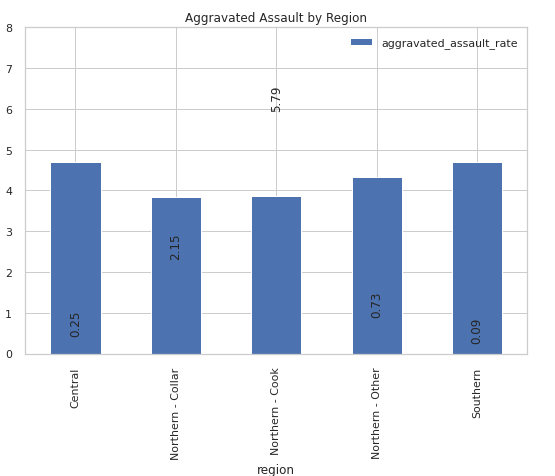 Aggravated Assault by Region
aggravated_assault_rate
8
7
6
5
4
3
2
1
0
0.25
2.15
5.79
0.73
0.09
Central
Northern - Collar
Northern - Cook
Northern - Other
Southern
region